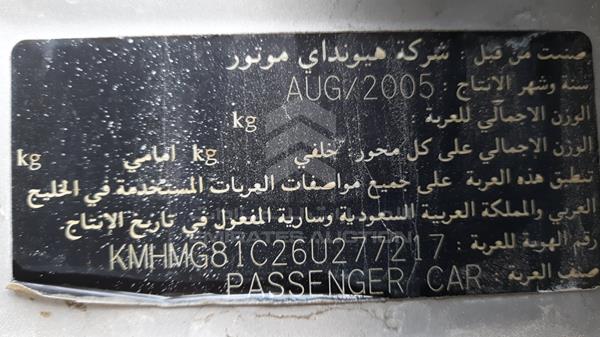 صنعت من قبل : شركة هيونداي موتور
سنة وشهر الانتاج : AUG/2005
الوزن الاجمالي للعربة : kg
الوزن الاجمالي على كل محور: خلفي kg امامي kg
تنطبق هذه العربة على جميع مواصفات العربات المستخدمة في الخليج
العربي والمملكة العربية السعودية وسارية المفعول في تاريخ الإنتاج
رقم الهوية للعربة : KMHMG81C26U277217
صنف العربة : PASSENGER CAR